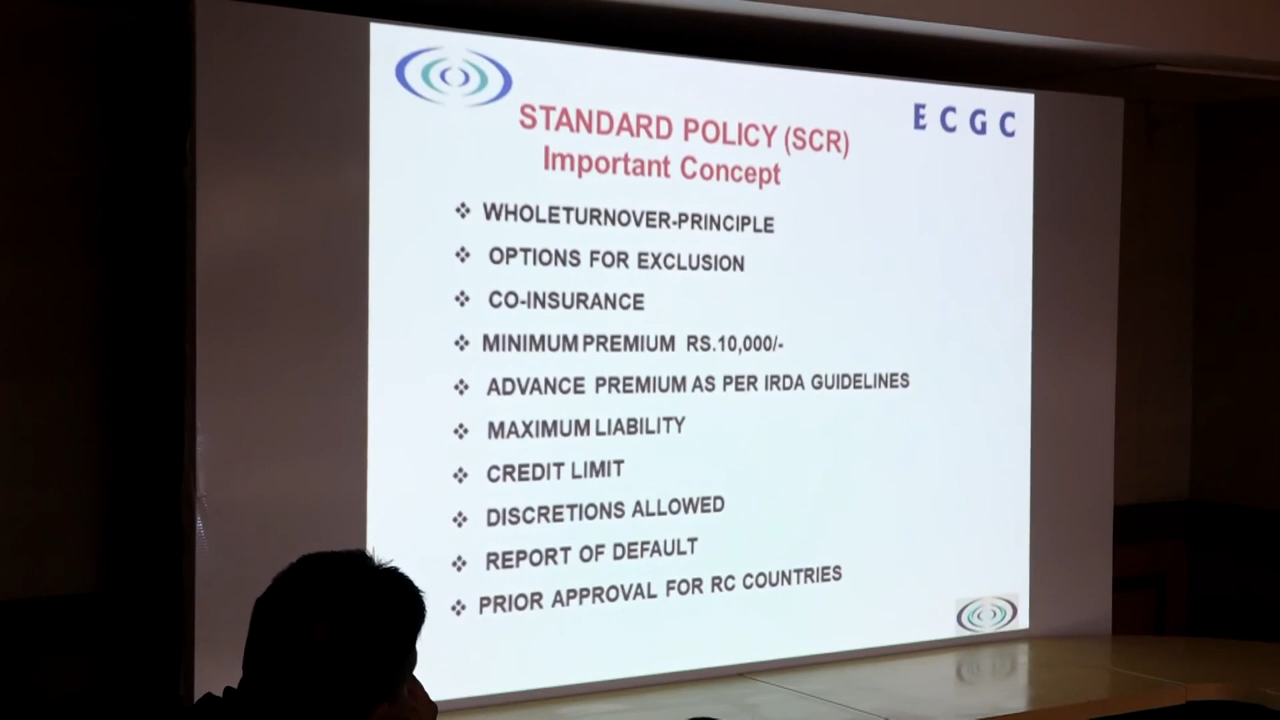 STANDARD POLICY (SCR)
E C G C
Important Concept
WHOLETURNOVER-PRINCIPLE
OPTIONS FOR EXCLUSION
CO-INSURANCE
MINIMUM PREMIUM RS.10,000/-
ADVANCE PREMIUM AS PER IRDA GUIDELINES
MAXIMUM LIABILITY
CREDIT LIMIT
DISCRETIONS ALLOWED
REPORT OF DEFAULT
PRIOR APPROVAL FOR RC COUNTRIES